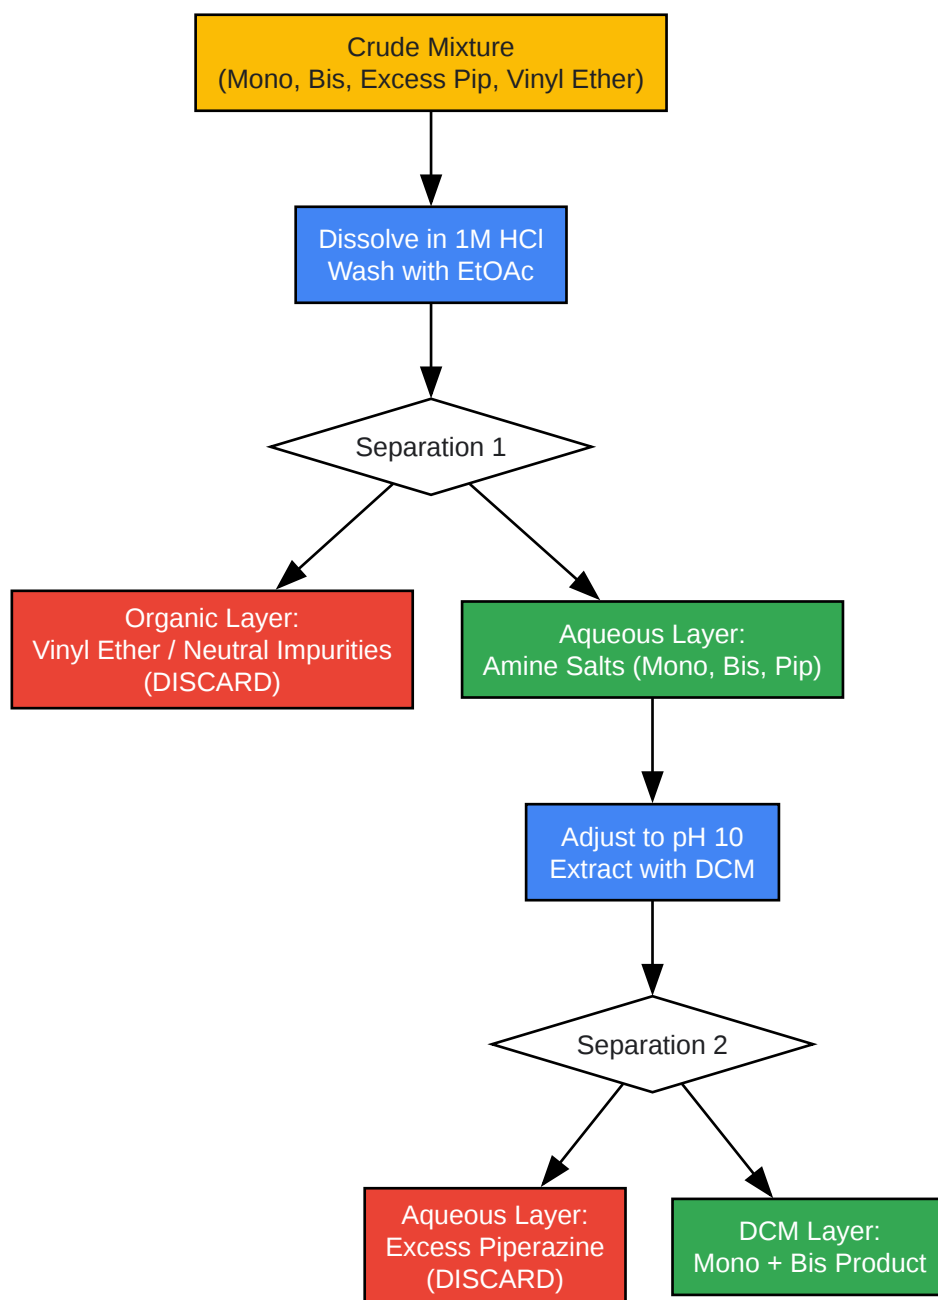 Crude Mixture
(Mono, Bis, Excess Pip, Vinyl Ether)
Dissolve in 1M HCl
Wash with EtOAc
Separation 1
Organic Layer:
Vinyl Ether / Neutral Impurities
(DISCARD)
Aqueous Layer:
Amine Salts (Mono, Bis, Pip)
Adjust to pH 10
Extract with DCM
Separation 2
Aqueous Layer:
Excess Piperazine
(DISCARD)
DCM Layer:
Mono + Bis Product